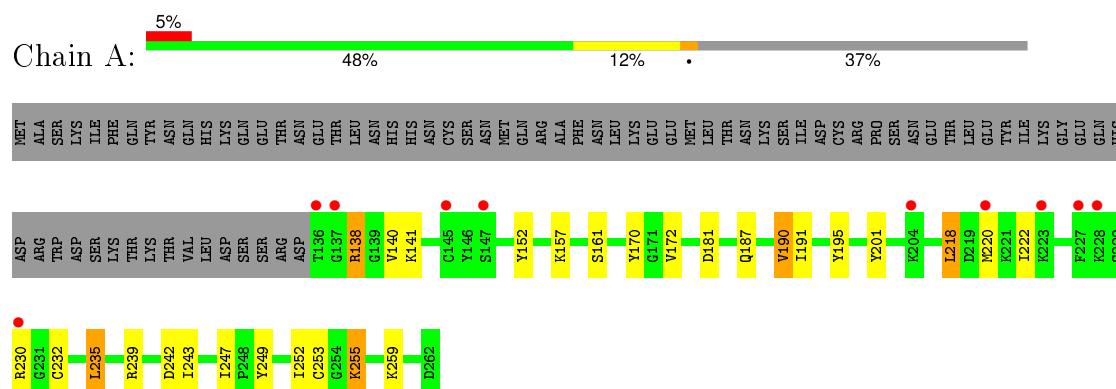 5%
Chain A:
48%
12%
•
37%
MET ALA SER LYS ILE PHE GLN TYR ASN GLN HIS LYS GLN GLU THR ASN GLU THR LEU ASN HIS HIS ASN CYS SER ASN MET GLN ARG ALA PHE ASN LEU LYS GLU GLU MET LEU THR ASN LYS SER ILE ASP CYS ARG PRO SER ASN GLU THR LEU GLU TYR ILE LYS GLY GLU GLN
ASP ARG TRP ASP SER LYS THR LYS THR VAL LEU ASP SER SER ARG ASP T136 G137 R138 G139 V140 K141 C145 Y146 S147 Y152 K157 S161 Y170 G171 V172 D181 Q187 V190 I191 Y195 Y201 K204 L218 D219 M220 K221 I222 K223 F227 K228
R230 G231 C232 L235 R239 D242 I243 I247 P248 Y249 I252 C253 G254 K255 K259 D262